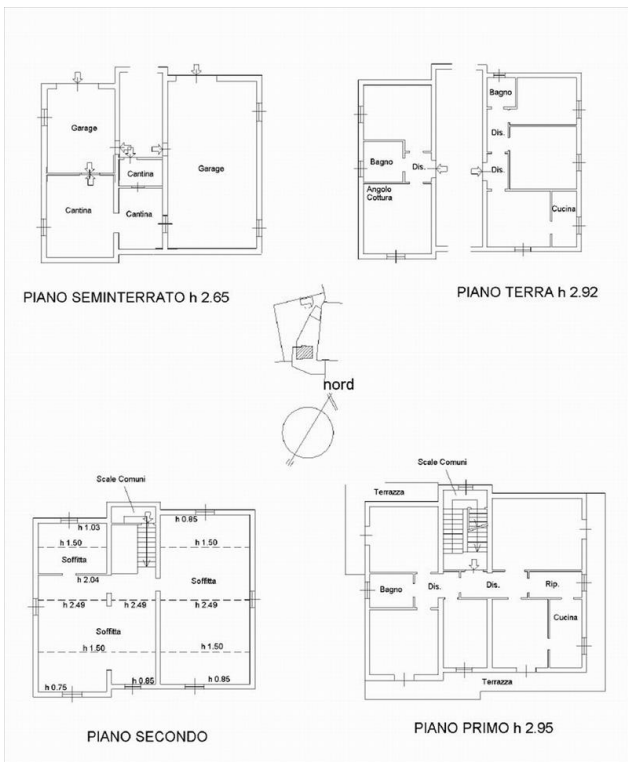 Garage
Cantina
Cantina
Cantina
Garage
PIANO SEMINTERRATO h 2.65
Bagno
Dis.
Bagno
Dis.
Dis.
Angolo
Cottura
Cucina
PIANO TERRA h 2.92
nord
Scale Comuni
h 0.85
h 1.03
h 1.50
h 1.50
Soffitta
h 2.04
Soffitta
h 2.49
h 2.49
h 2.49
Soffitta
h 1.50
h 1.50
h 0.75
h 0.85
h 0.85
PIANO SECONDO
Scale Comuni
Terrazza
Bagno
Dis.
Dis.
Rip.
Cucina
Terrazza
PIANO PRIMO h 2.95